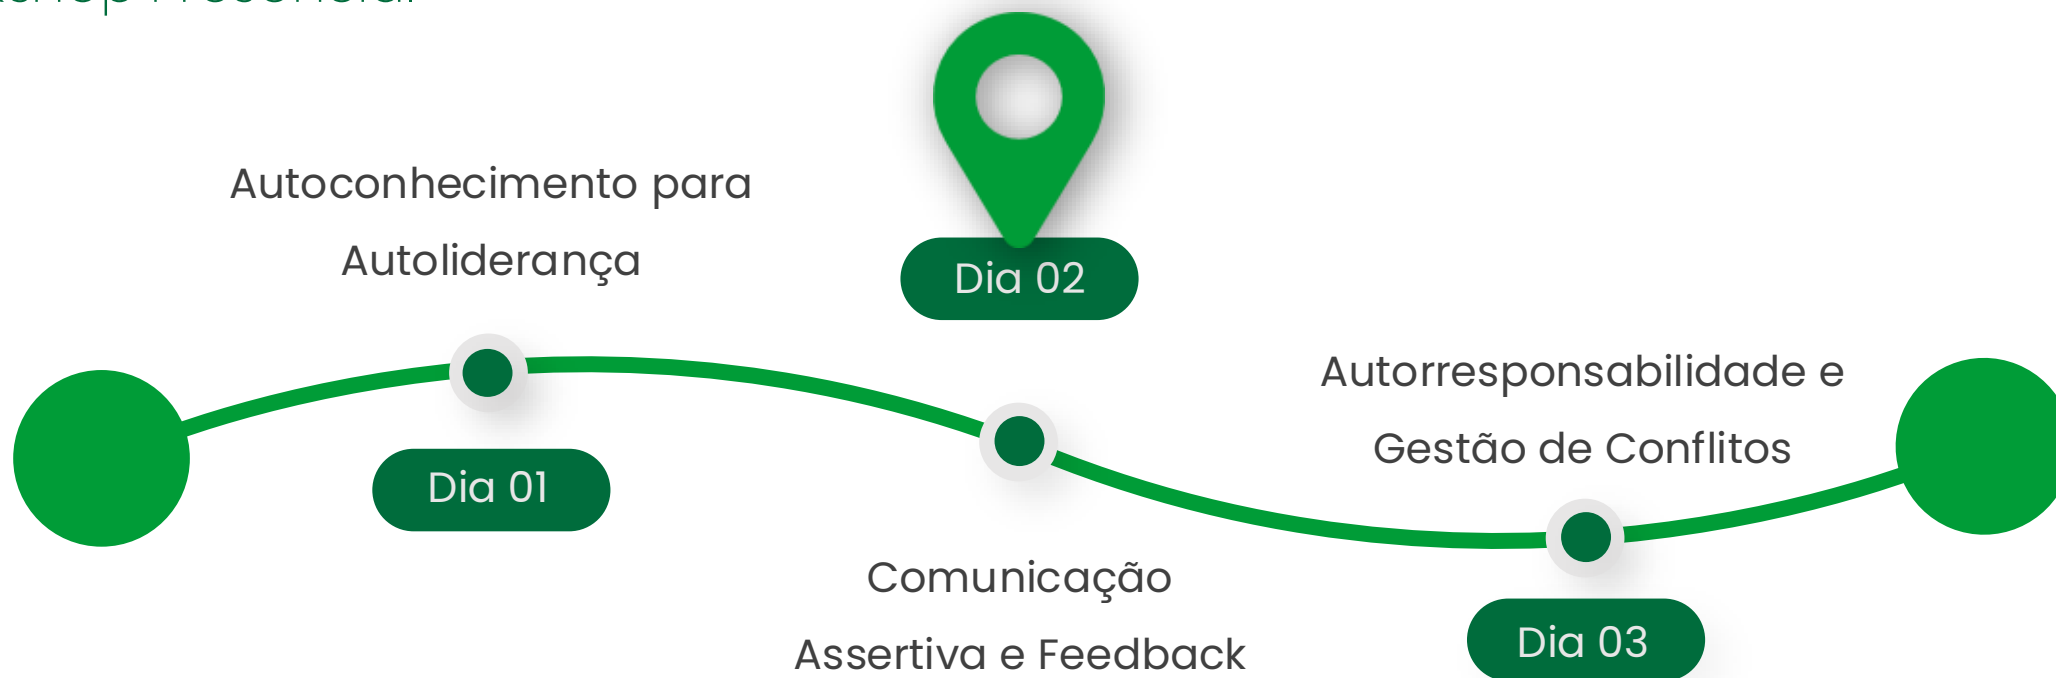 Autoconhecimento para
Autoliderança
Dia 01
Dia 02
Comunicação
Assertiva e Feedback
Autorresponsabilidade e
Gestão de Conflitos
Dia 03